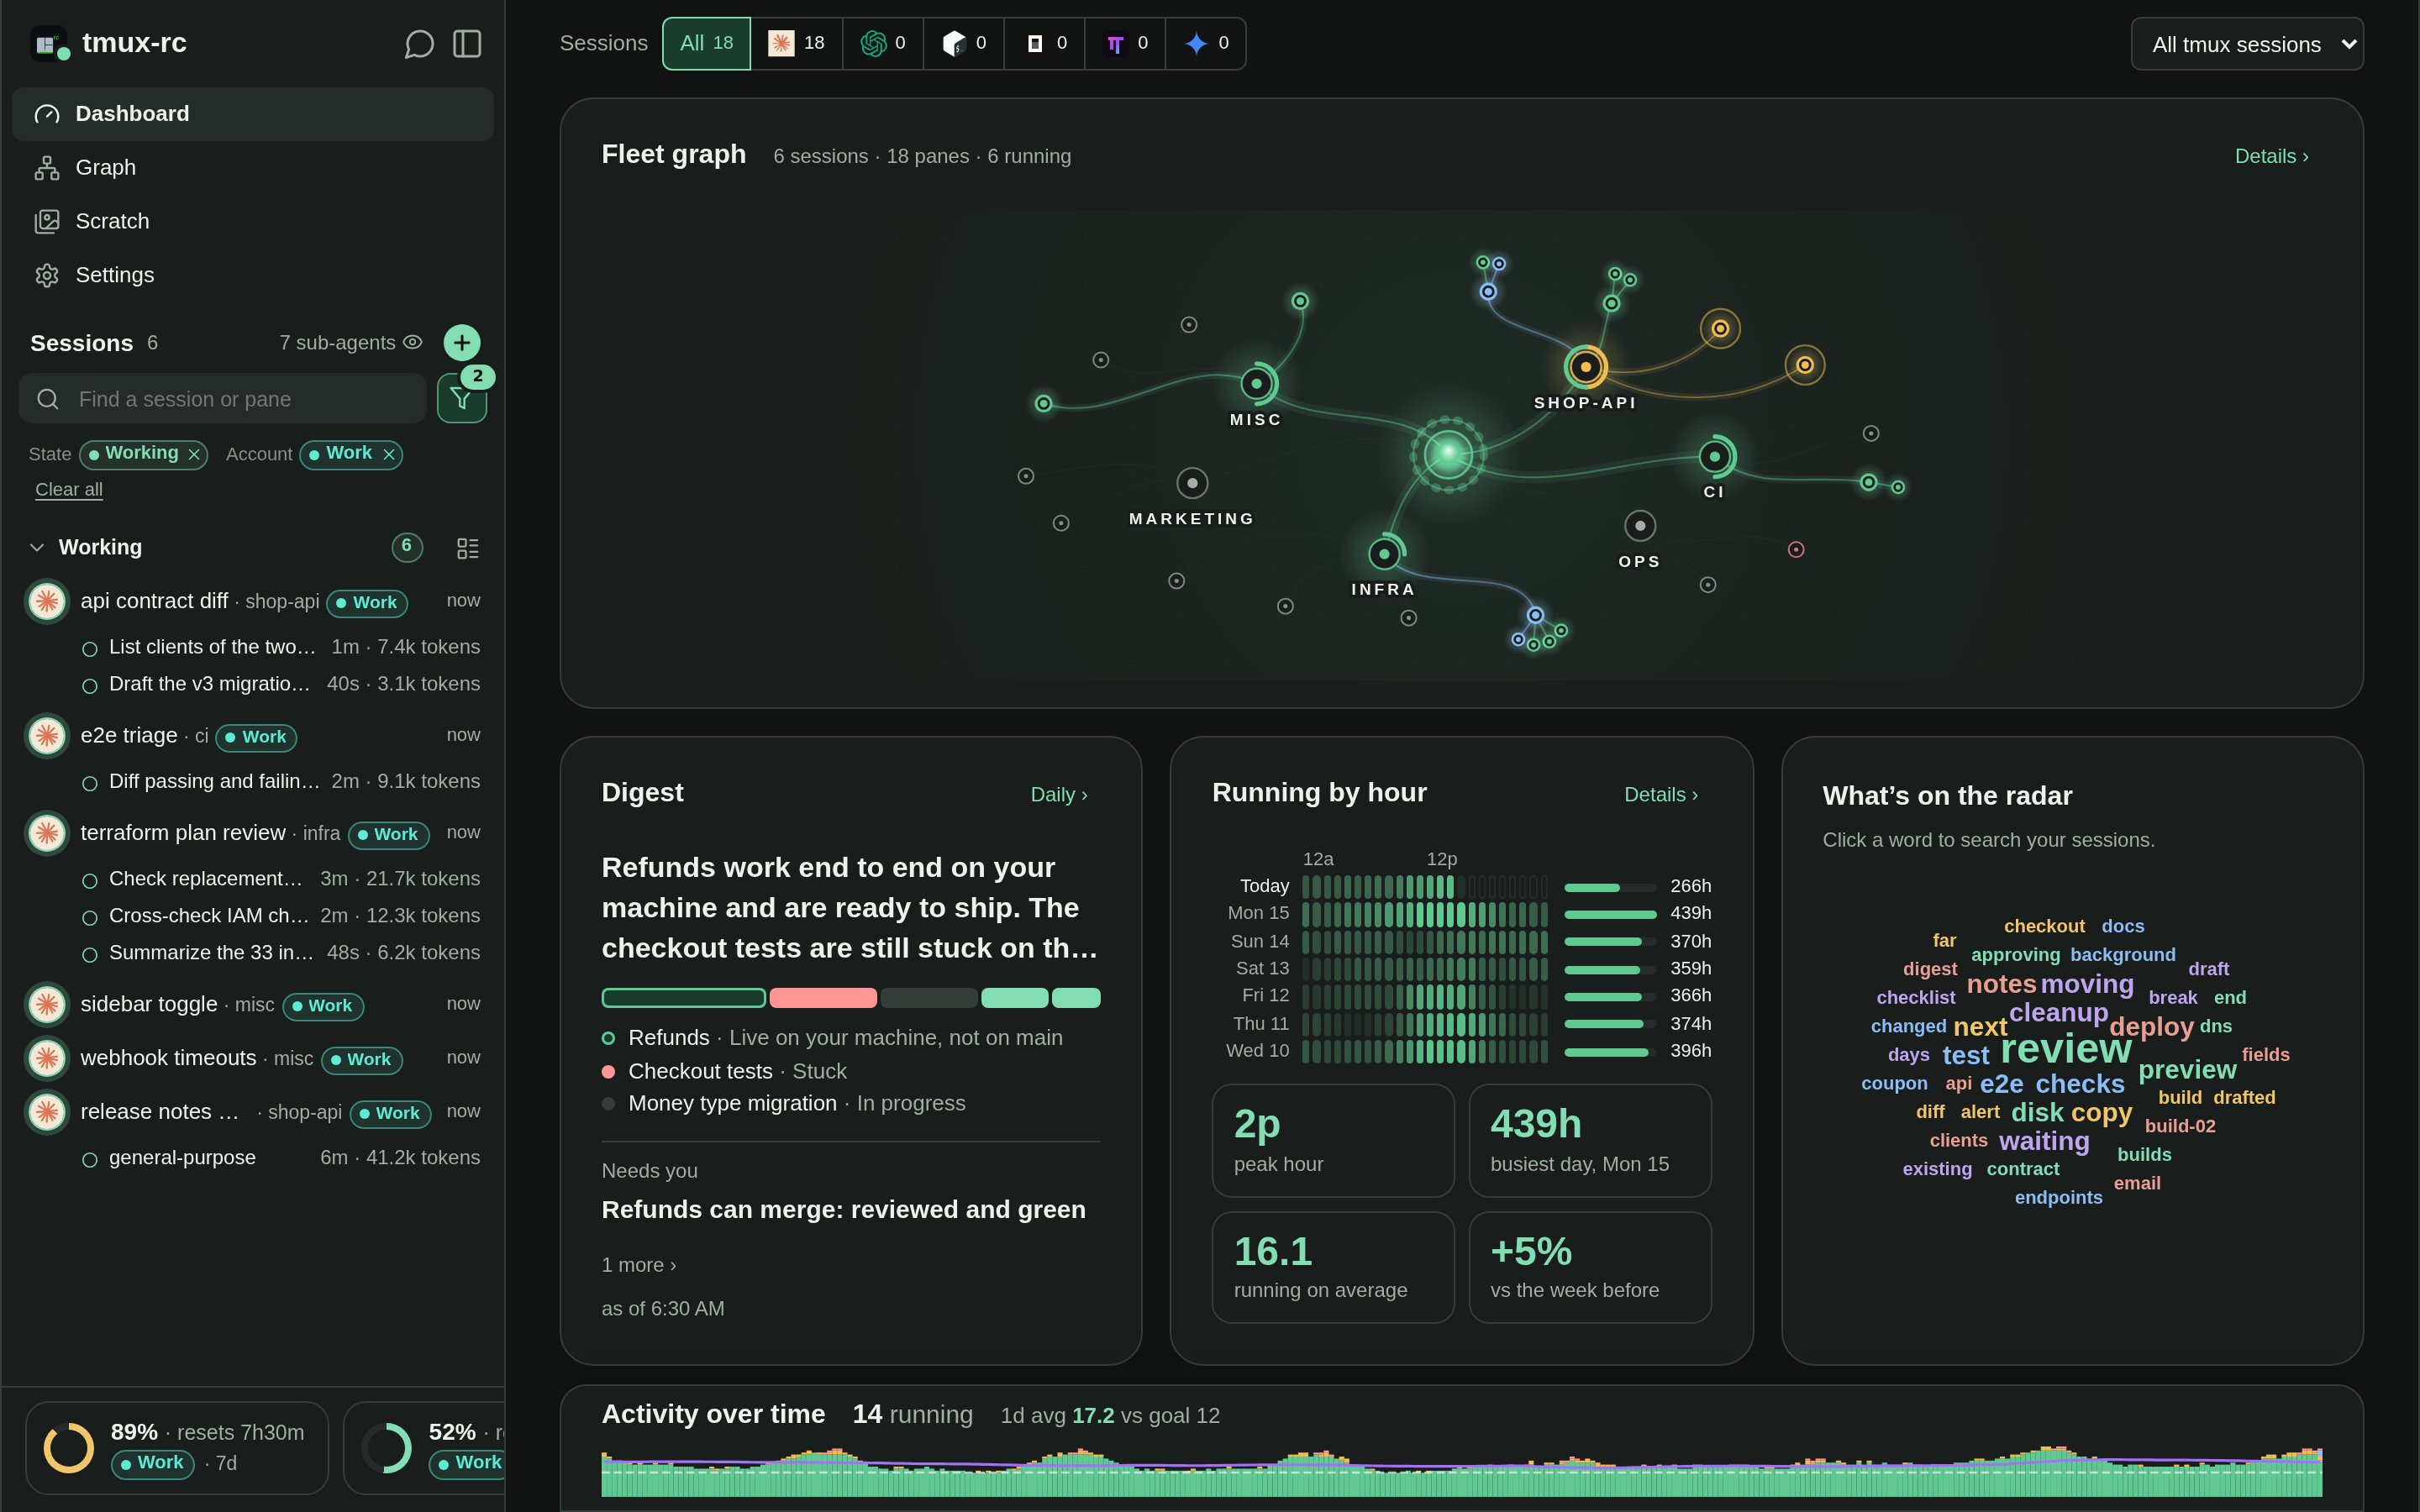 tmux-rc
Dashboard
Graph
Scratch
Settings
Sessions 6 7 sub-agents
2
Find a session or pane
State Working Account Work
Clear all
Working 6
api contract diff · shop-api Work now
List clients of the two… 1m · 7.4k tokens
Draft the v3 migratio… 40s · 3.1k tokens
e2e triage · ci Work now
Diff passing and failin… 2m · 9.1k tokens
terraform plan review · infra Work now
Check replacement… 3m · 21.7k tokens
Cross-check IAM ch… 2m · 12.3k tokens
Summarize the 33 in… 48s · 6.2k tokens
sidebar toggle · misc Work now
webhook timeouts · misc Work now
release notes … · shop-api Work now
general-purpose 6m · 41.2k tokens
89% · resets 7h30m
Work · 7d
52% · re
Work
Sessions All 18 18 0 0 0 0 0
All tmux sessions
Fleet graph 6 sessions · 18 panes · 6 running Details ›
MISC
SHOP-API
MARKETING
CI
OPS
INFRA
Digest Daily ›
Refunds work end to end on your
machine and are ready to ship. The
checkout tests are still stuck on th…
Refunds · Live on your machine, not on main
Checkout tests · Stuck
Money type migration · In progress
Needs you
Refunds can merge: reviewed and green
1 more ›
as of 6:30 AM
Running by hour Details ›
12a 12p
Today 266h
Mon 15 439h
Sun 14 370h
Sat 13 359h
Fri 12 366h
Thu 11 374h
Wed 10 396h
2p
peak hour
439h
busiest day, Mon 15
16.1
running on average
+5%
vs the week before
What’s on the radar
Click a word to search your sessions.
checkout docs
far
approving background
digest draft
notes moving
checklist break end
cleanup
changed next deploy dns
review
days test fields
preview
coupon api e2e checks
build drafted
diff alert disk copy
build-02
clients waiting
builds
existing contract
email
endpoints
Activity over time 14 running 1d avg 17.2 vs goal 12